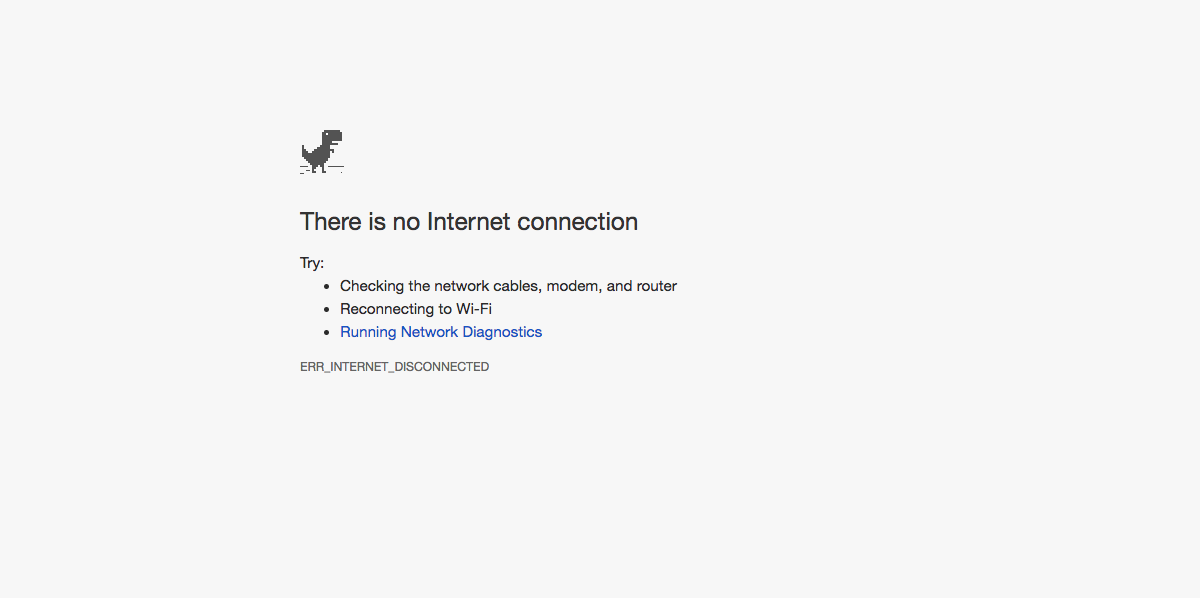 There is no Internet connection
Try:
Checking the network cables, modem, and router
Reconnecting to Wi-Fi
Running Network Diagnostics
ERR_INTERNET_DISCONNECTED